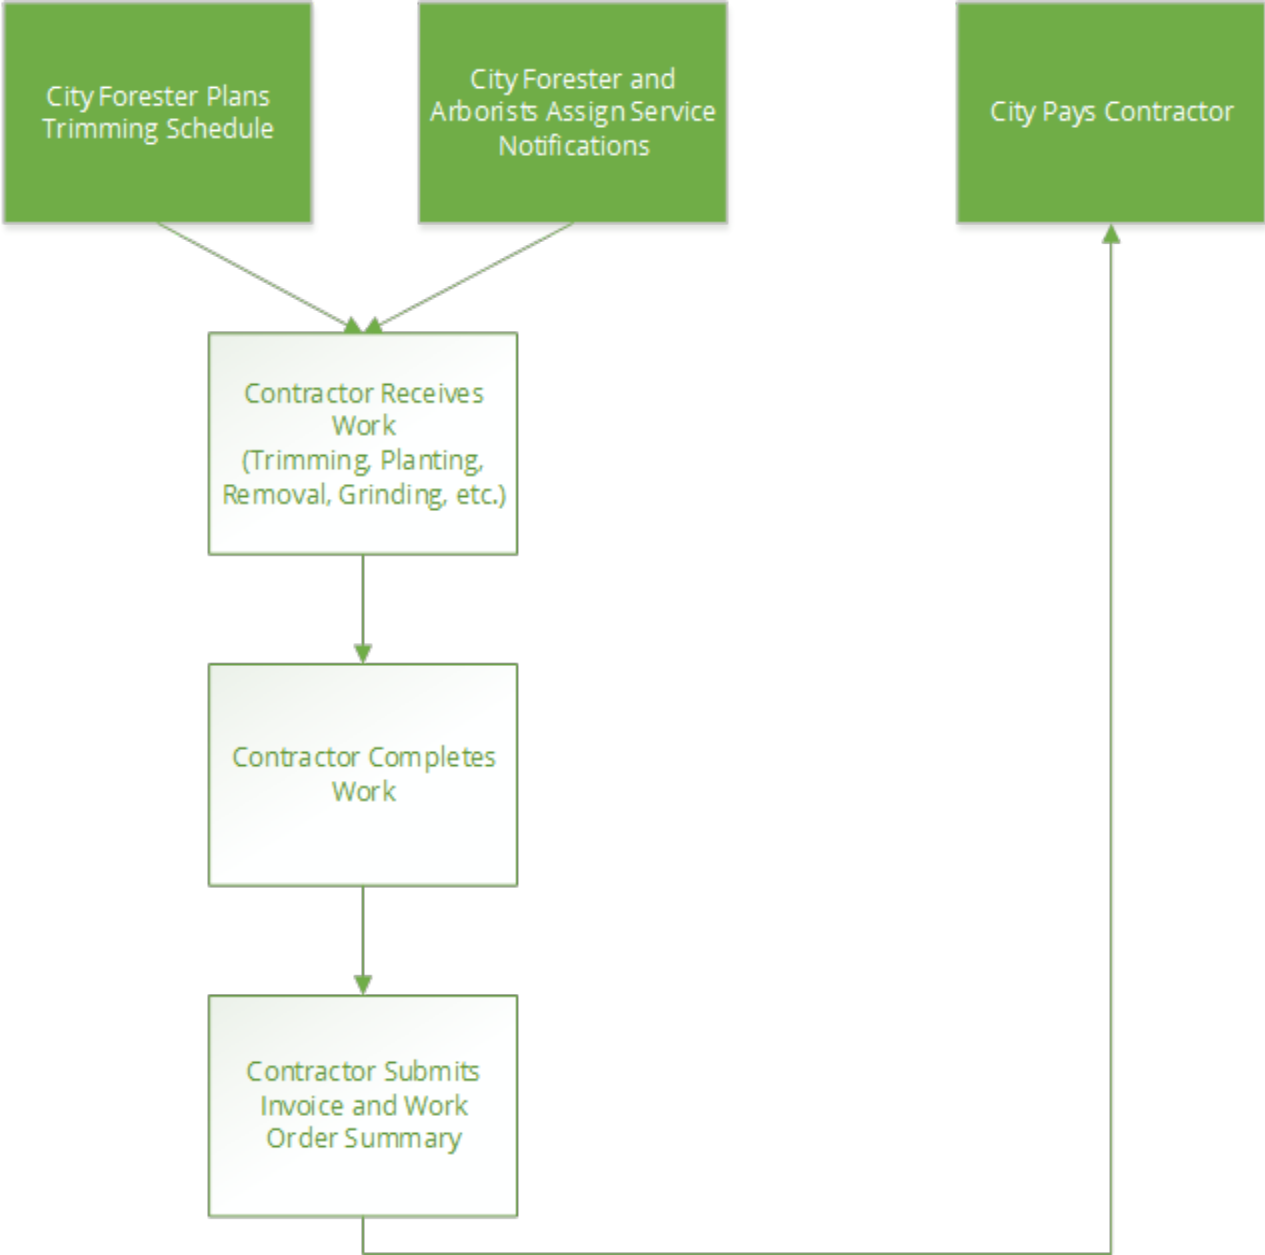 City Forester Plans
Trimming Schedule
City Forester and
Arborists Assign Service
Notifications
City Pays Contractor
Contractor Receives
Work
(Trimming, Planting,
Removal, Grinding, etc.)
Contractor Completes
Work
Contractor Submits
Invoice and Work
Order Summary